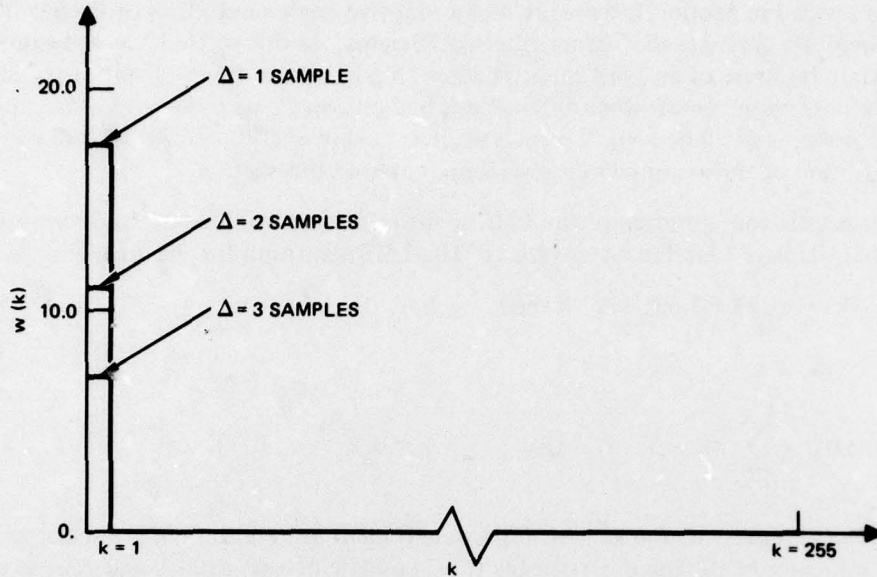 Δ = 1 SAMPLE
20.0
Δ = 2 SAMPLES
w (k)
10.0
Δ = 3 SAMPLES
0.
k = 1
k
k = 255